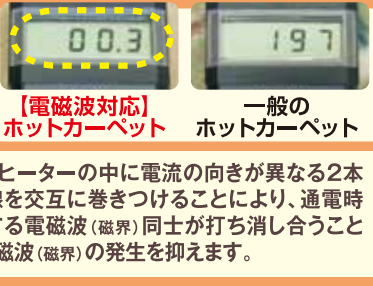 00.3
197
【電磁波対応】
ホットカーペット
一般の
ホットカーペット
ヒーターの中に電流の向きが異なる2本
線を交互に巻きつけることにより、通電時
する電磁波（磁界）同士が打ち消し合うこと
磁波（磁界）の発生を抑えます。